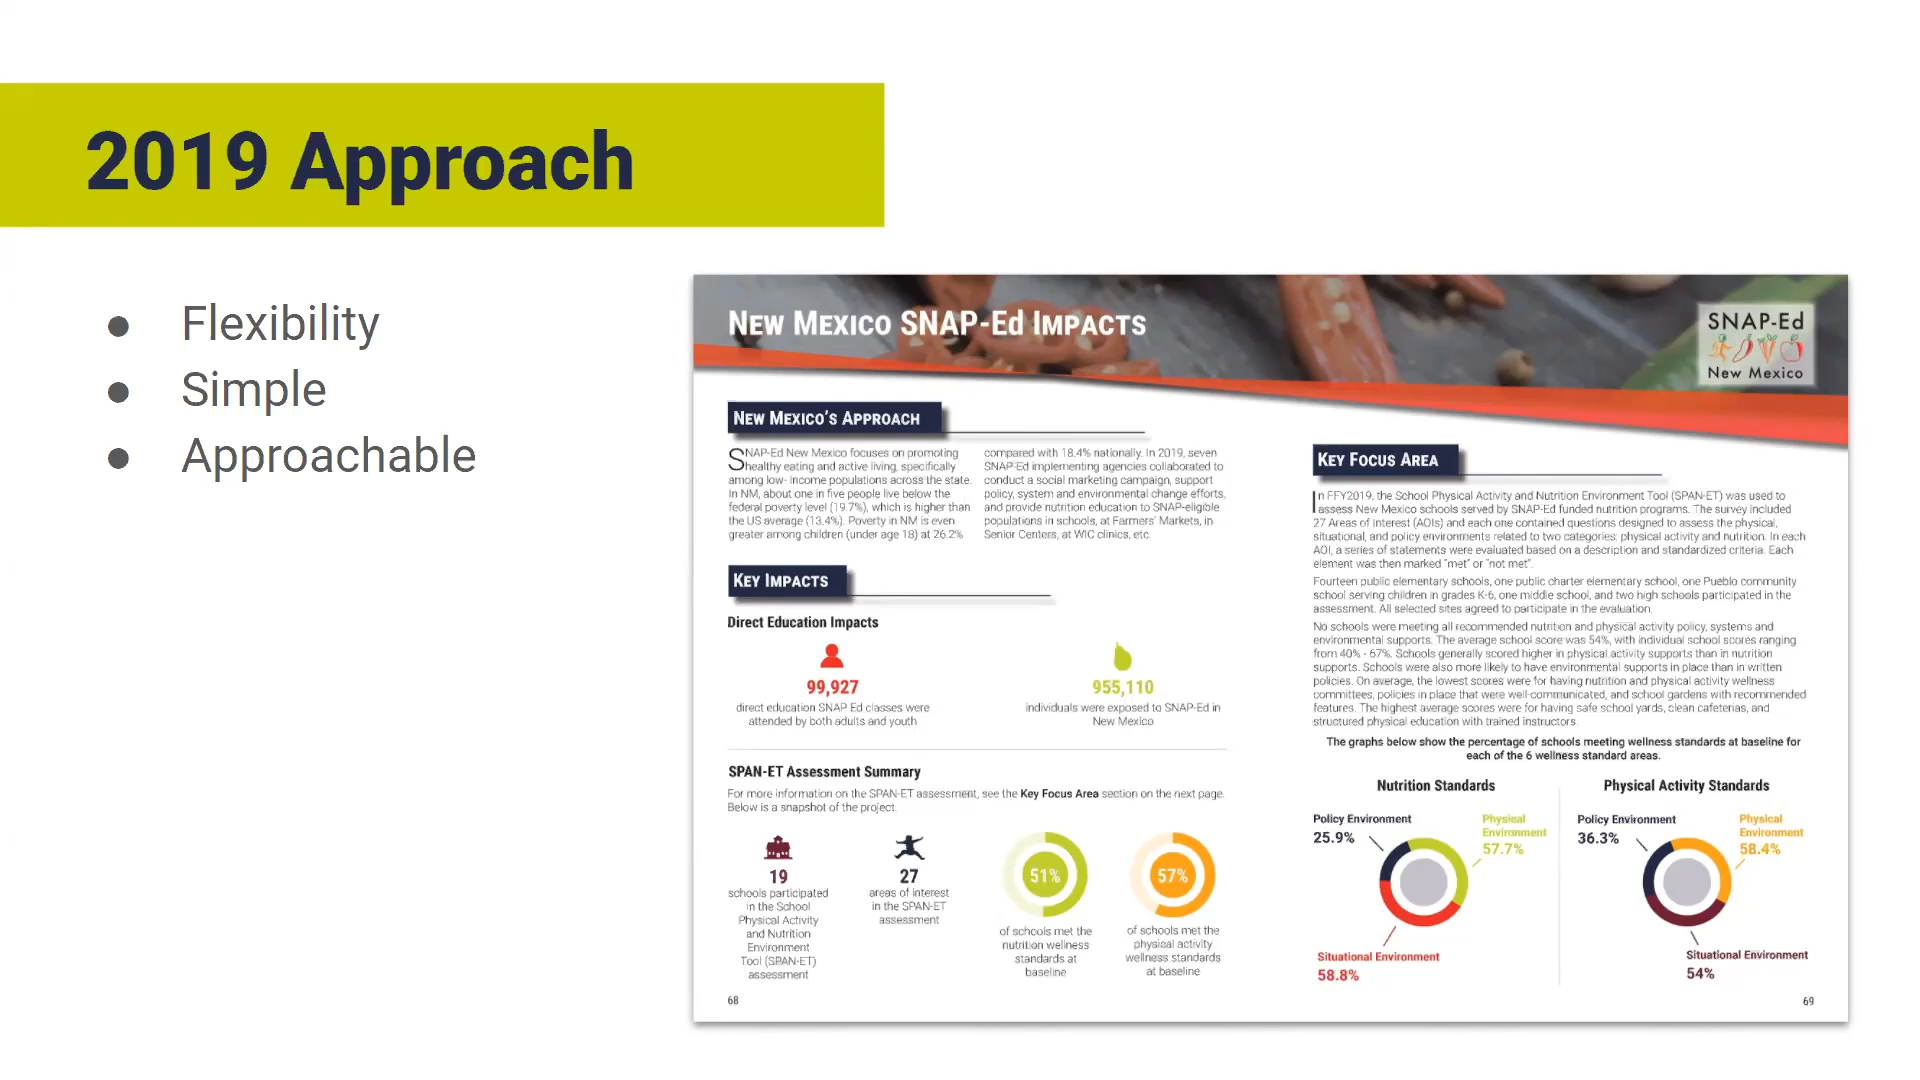 2019 Approach
● Flexibility
● Simple
● Approachable
NEW MEXICO SNAP-Ed IMPACTS
SNAP-Ed
New Mexico
NEW MEXICO'S APPROACH
SNAP-Ed New Mexico focuses on promoting
healthy eating and active living, specifically
among low- income populations across the state.
In NM, about one in five people live below the
federal poverty level (19.7%), which is higher than
the US average (13.4%). Poverty in NM is even
greater among children (under age 18) at 26.2%
compared with 18.4% nationally. In 2019, seven
SNAP-Ed implementing agencies collaborated to
conduct a social marketing campaign, support
policy, system and environmental change efforts,
and provide nutrition education to SNAP-eligible
populations in schools, at Farmers' Markets, in
Senior Centers, at WIC clinics, etc.
KEY IMPACTS
Direct Education Impacts
99,927
direct education SNAP Ed classes were
attended by both adults and youth
955,110
individuals were exposed to SNAP-Ed in
New Mexico
SPAN-ET Assessment Summary
For more information on the SPAN-ET assessment, see the Key Focus Area section on the next page.
Below is a snapshot of the project.
19
schools participated
in the School
Physical Activity
and Nutrition
Environment
Tool (SPAN-ET)
assessment
27
areas of interest
in the SPAN-ET
assessment
51%
of schools met the
nutrition wellness
standards at
baseline
57%
of schools met the
physical activity
wellness standards
at baseline
68
KEY FOCUS AREA
In FFY2019, the School Physical Activity and Nutrition Environment Tool (SPAN-ET) was used to
assess New Mexico schools served by SNAP-Ed funded nutrition programs. The survey included
27 Areas of Interest (AOIs) and each one contained questions designed to assess the physical,
situational, and policy environments related to two categories: physical activity and nutrition. In each
AOI, a series of statements were evaluated based on a description and standardized criteria. Each
element was then marked "met" or "not met".
Fourteen public elementary schools, one public charter elementary school, one Pueblo community
school serving children in grades K-6, one middle school, and two high schools participated in the
assessment. All selected sites agreed to participate in the evaluation.
No schools were meeting all recommended nutrition and physical activity policy, systems and
environmental supports. The average school score was 54%, with individual school scores ranging
from 40% - 67%. Schools generally scored higher in physical activity supports than in nutrition
supports. Schools were also more likely to have environmental supports in place than in written
policies. On average, the lowest scores were for having nutrition and physical activity wellness
committees, policies in place that were well-communicated, and school gardens with recommended
features. The highest average scores were for having safe school yards, clean cafeterias, and
structured physical education with trained instructors.
The graphs below show the percentage of schools meeting wellness standards at baseline for
each of the 6 wellness standard areas.
Nutrition Standards
Policy Environment
25.9%
Physical
Environment
57.7%
Situational Environment
58.8%
Physical Activity Standards
Policy Environment
36.3%
Physical
Environment
58.4%
Situational Environment
54%
69